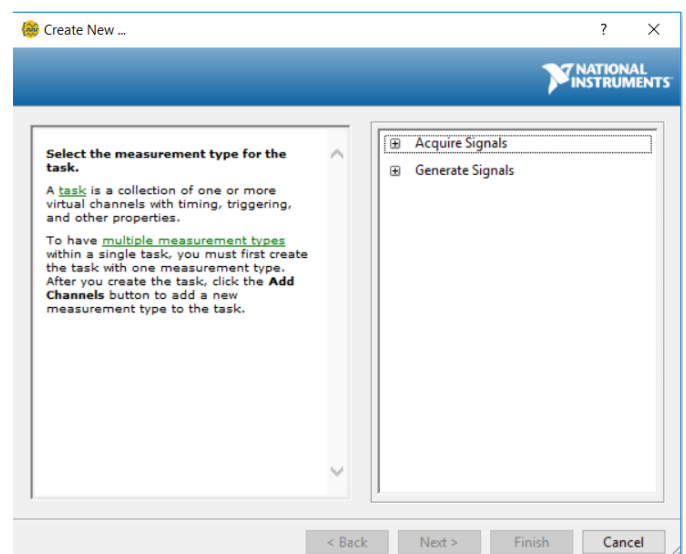 Create New ...
NATIONAL
INSTRUMENTS
Select the measurement type for the
task.
A task is a collection of one or more
virtual channels with timing, triggering,
and other properties.
To have multiple measurement types
within a single task, you must first create
the task with one measurement type.
After you create the task, click the Add
Channels button to add a new
measurement type to the task.
Acquire Signals
Generate Signals
< Back Next > Finish Cancel